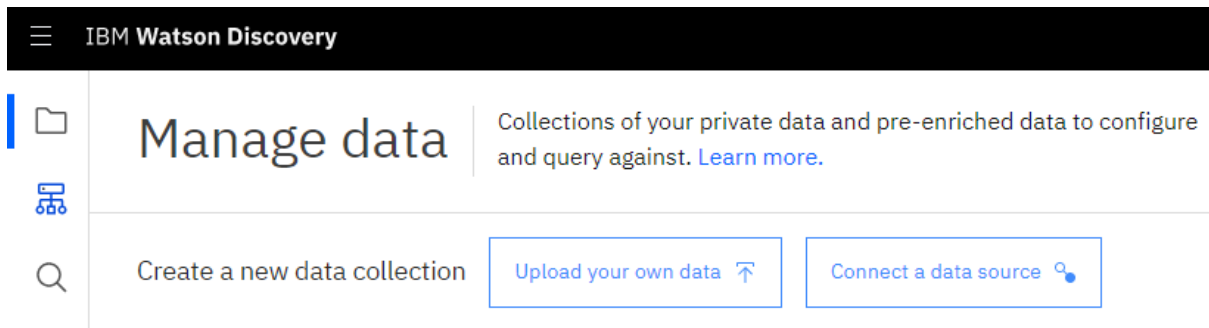 IBM Watson Discovery
Manage data
Collections of your private data and pre-enriched data to configure
and query against. Learn more.
Create a new data collection
Upload your own data
Connect a data source